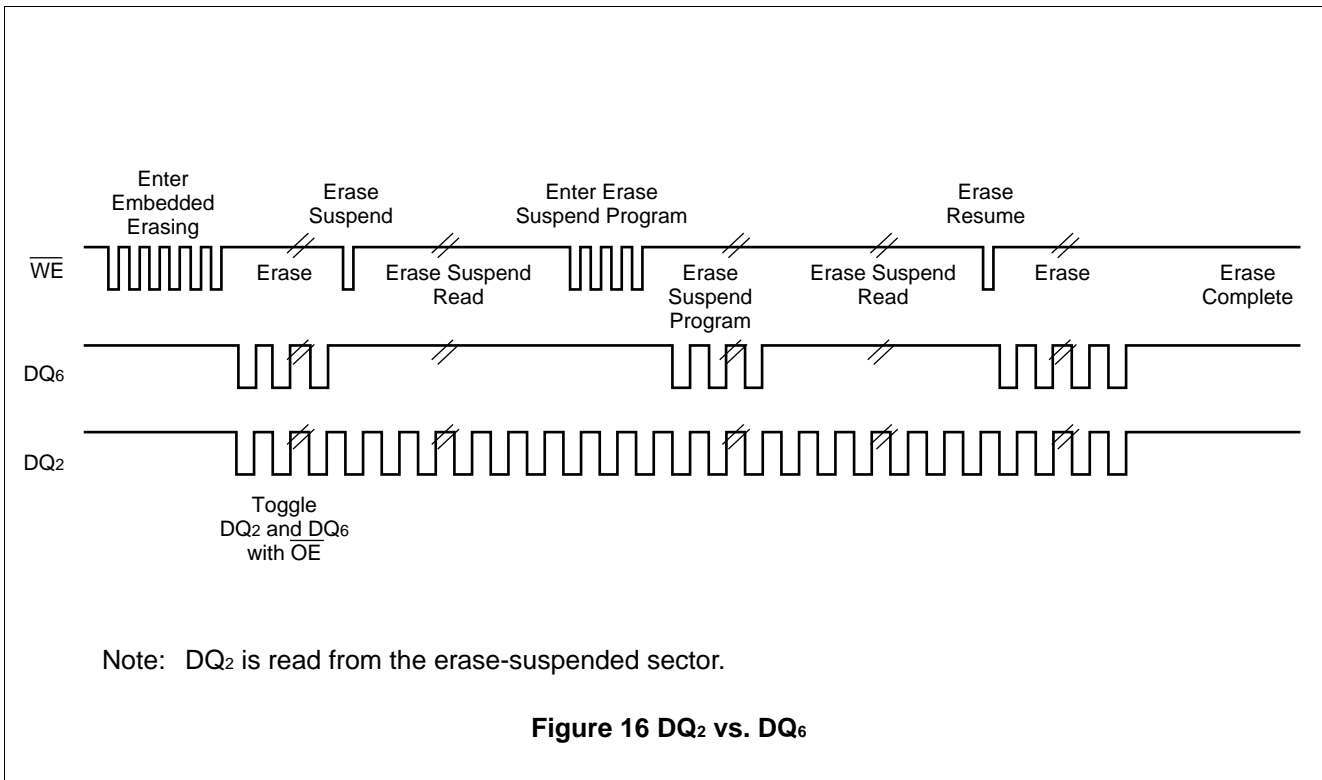 Enter
Embedded
Erasing
Erase
Suspend
Enter Erase
Suspend Program
Erase
Resume
WE
Erase
Erase Suspend
Read
Erase
Suspend
Program
Erase Suspend
Read
Erase
Erase
Complete
DQ6
DQ2
Toggle
DQ2 and DQ6
with OE
Note: DQ2 is read from the erase-suspended sector.
Figure 16 DQ2 vs. DQ6